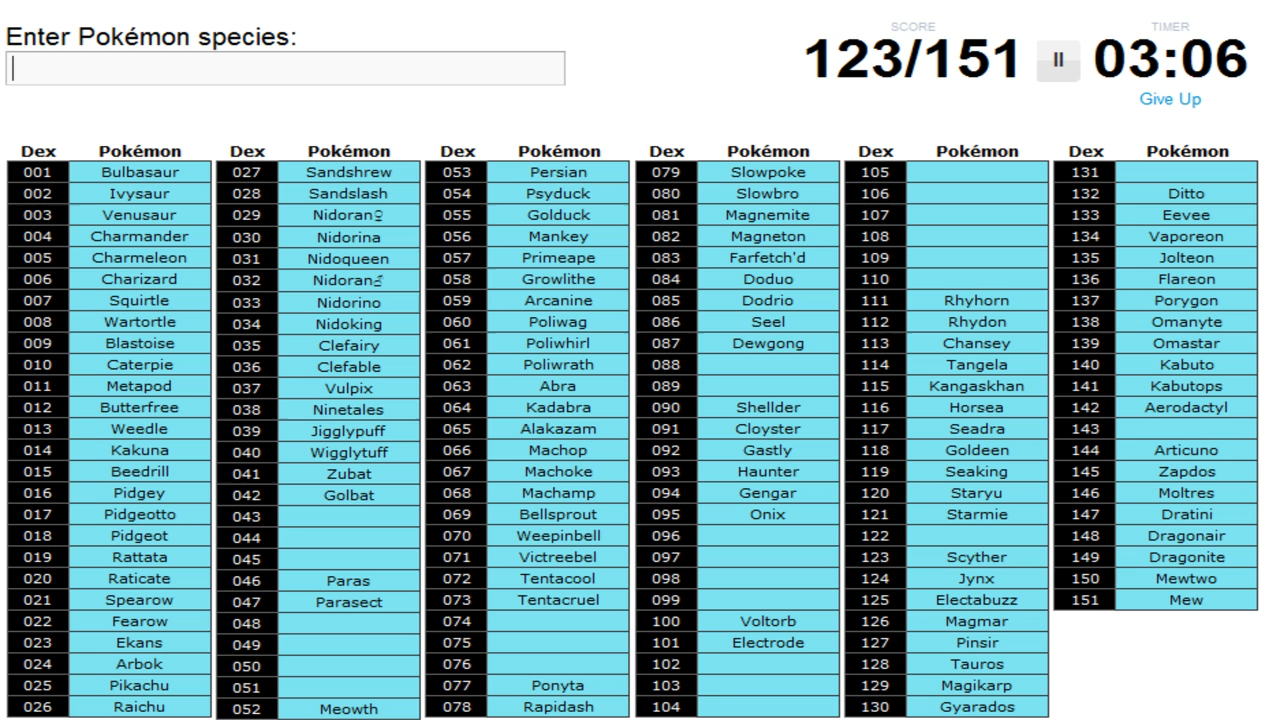 SCORE TIMER
Enter Pokémon species: 123/151 II 03:06
Give Up
Dex Pokémon Dex Pokémon Dex Pokémon Dex Pokémon Dex Pokémon Dex Pokémon
001 Bulbasaur 027 Sandshrew 053 Persian 079 Slowpoke 105 131
002 Ivysaur 028 Sandslash 054 Psyduck 080 Slowbro 106 132 Ditto
003 Venusaur 029 Nidoran♀ 055 Golduck 081 Magnemite 107 133 Eevee
004 Charmander 030 Nidorina 056 Mankey 082 Magneton 108 134 Vaporeon
005 Charmeleon 031 Nidoqueen 057 Primeape 083 Farfetch'd 109 135 Jolteon
006 Charizard 032 Nidoran♂ 058 Growlithe 084 Doduo 110 136 Flareon
007 Squirtle 033 Nidorino 059 Arcanine 085 Dodrio 111 Rhyhorn 137 Porygon
008 Wartortle 034 Nidoking 060 Poliwag 086 Seel 112 Rhydon 138 Omanyte
009 Blastoise 035 Clefairy 061 Poliwhirl 087 Dewgong 113 Chansey 139 Omastar
010 Caterpie 036 Clefable 062 Poliwrath 088 114 Tangela 140 Kabuto
011 Metapod 037 Vulpix 063 Abra 089 115 Kangaskhan 141 Kabutops
012 Butterfree 038 Ninetales 064 Kadabra 090 Shellder 116 Horsea 142 Aerodactyl
013 Weedle 039 Jigglypuff 065 Alakazam 091 Cloyster 117 Seadra 143
014 Kakuna 040 Wigglytuff 066 Machop 092 Gastly 118 Goldeen 144 Articuno
015 Beedrill 041 Zubat 067 Machoke 093 Haunter 119 Seaking 145 Zapdos
016 Pidgey 042 Golbat 068 Machamp 094 Gengar 120 Staryu 146 Moltres
017 Pidgeotto 043 069 Bellsprout 095 Onix 121 Starmie 147 Dratini
018 Pidgeot 044 070 Weepinbell 096 122 148 Dragonair
019 Rattata 045 071 Victreebel 097 123 Scyther 149 Dragonite
020 Raticate 046 Paras 072 Tentacool 098 124 Jynx 150 Mewtwo
021 Spearow 047 Parasect 073 Tentacruel 099 125 Electabuzz 151 Mew
022 Fearow 048 074 100 Voltorb 126 Magmar
023 Ekans 049 075 101 Electrode 127 Pinsir
024 Arbok 050 076 102 128 Tauros
025 Pikachu 051 077 Ponyta 103 129 Magikarp
026 Raichu 052 Meowth 078 Rapidash 104 130 Gyarados